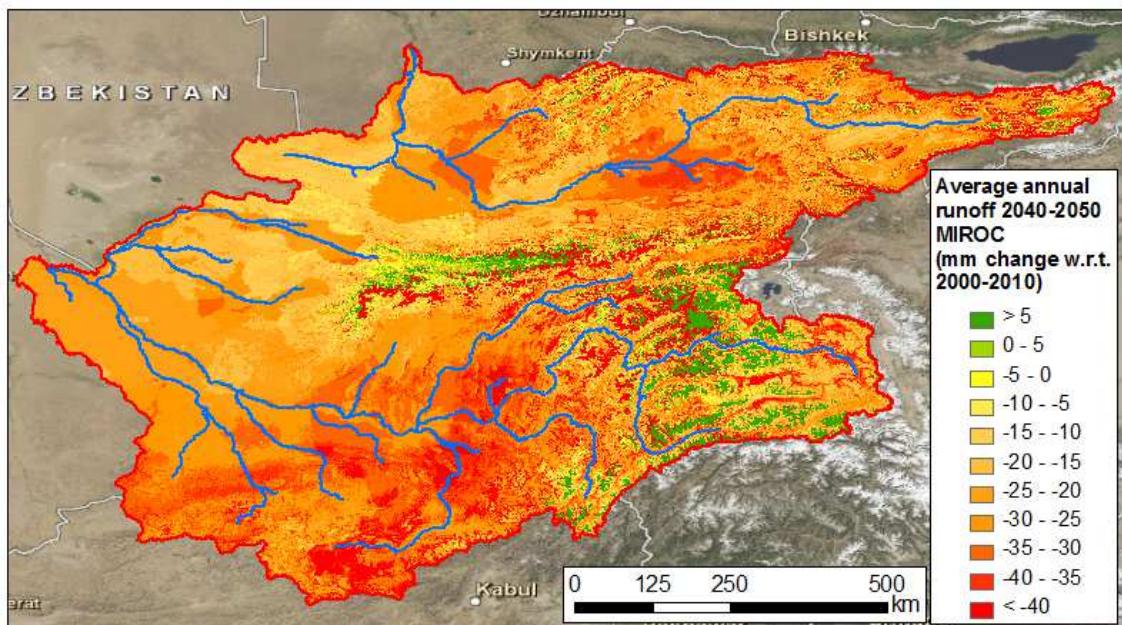 Dzhambul
Bishkek
Shymkent
ZBEKISTAN
Average annual
runoff 2040-2050
MIROC
(mm change w.r.t.
2000-2010)
> 5
0 - 5
-5 - 0
-10 - -5
-15 - -10
-20 - -15
-25 - -20
-30 - -25
-35 - -30
-40 - -35
< -40
Kabul
erat
0 125 250 500
km